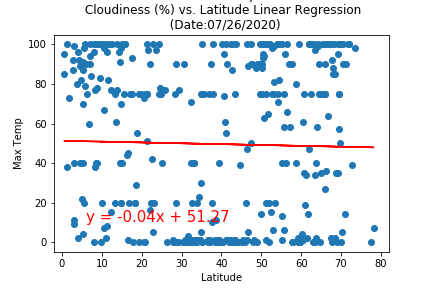 Cloudiness (%) vs. Latitude Linear Regression
(Date:07/26/2020)
100
80
60
40
20
0
Max Temp
y = -0.04x + 51.27
0 10 20 30 40 50 60 70 80
Latitude